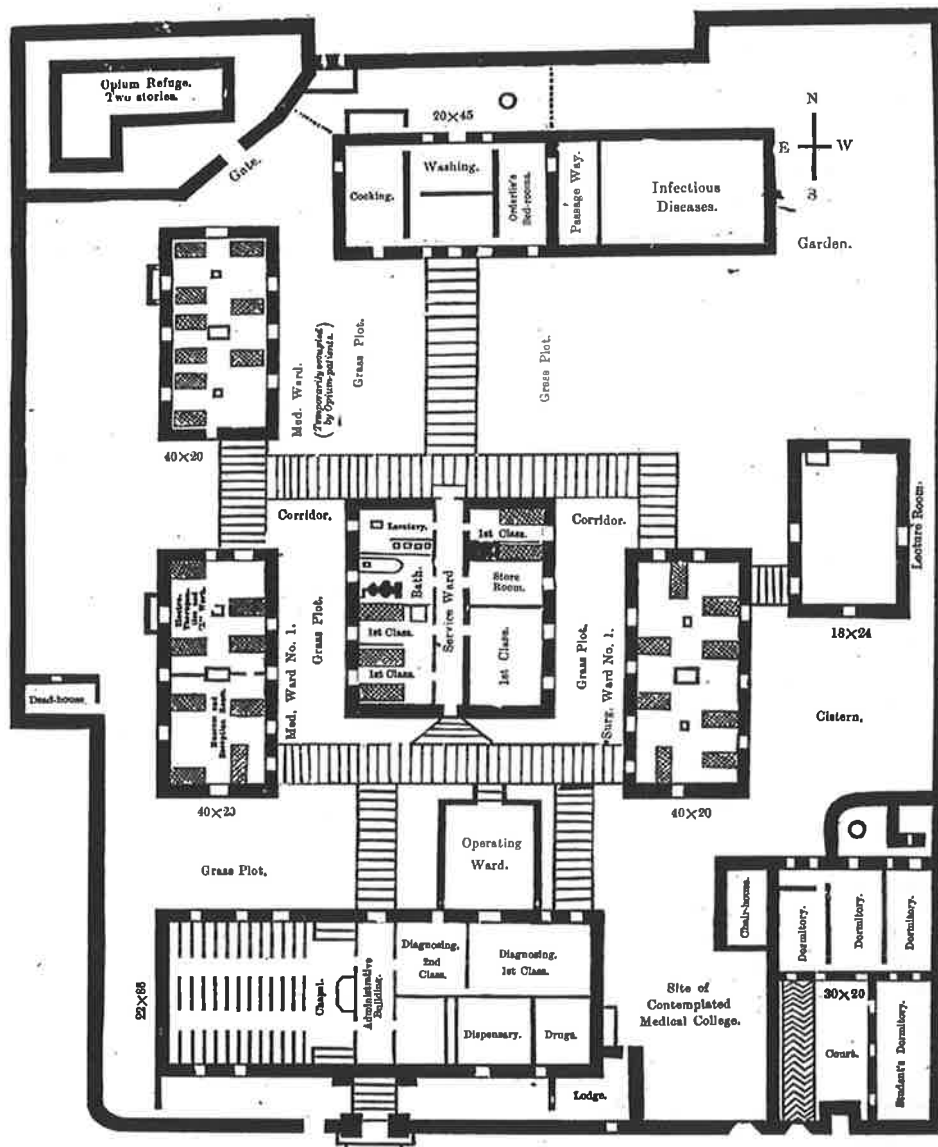 Opium Refuge.
Two stories.
Gate.
20×45
Cooking.
Washing.
Orderlie's
Bed-rooms.
Passage Way.
Infectious
Diseases.
N
E
W
S
Garden.
Med. Ward.
(Temporarily occupied
by Opium-patients.)
Grass Plot.
Grass Plot.
40×20
Corridor.
Lavatory.
Bath.
1st Class.
1st Class.
Service Ward
1st Class.
Store
Room.
1st Class.
Corridor.
Lecture Room.
18×24
Med. Ward No. 1.
Grass Plot.
Grass Plot.
Surg. Ward No. 1.
Dead-house.
Reception Room.
40×20
40×20
Cistern.
Grass Plot.
Operating
Ward.
22×65
Chapel.
Administrative
Building.
Diagnosing.
2nd
Class.
Diagnosing.
1st Class.
Dispensary.
Drugs.
Lodge.
Site of
Contemplated
Medical College.
Chair-house.
Dormitory.
Dormitory.
Dormitory.
30×20
Court.
Student's Dormitory.